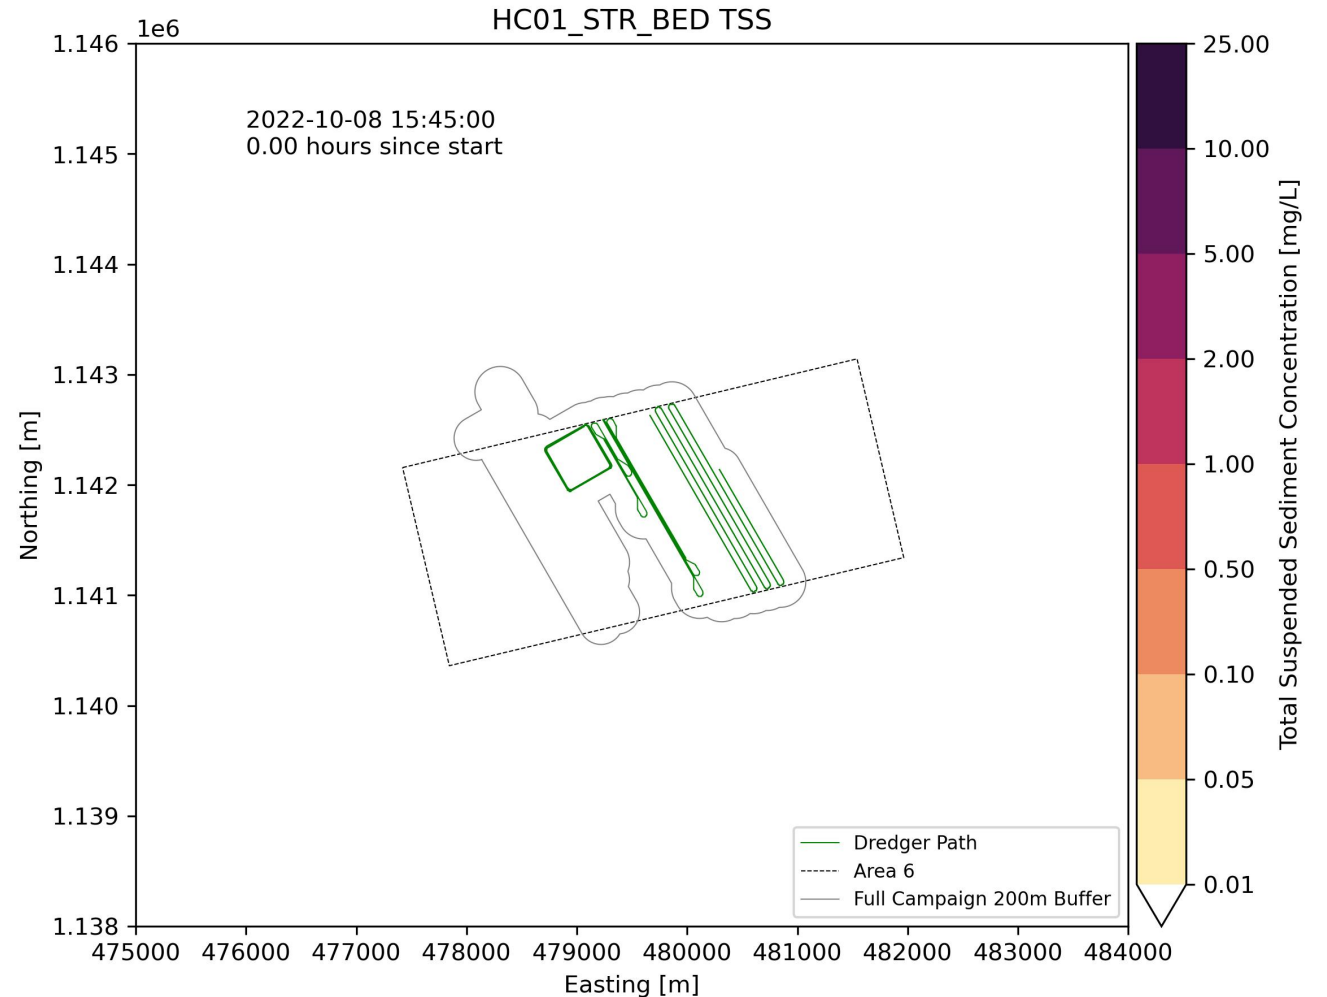 HC01_STR_BED TSS
1e6
2022-10-08 15:45:00
0.00 hours since start
1.146
1.145
1.144
1.143
1.142
1.141
1.140
1.139
1.138
Northing [m]
475000 476000 477000 478000 479000 480000 481000 482000 483000 484000
Easting [m]
Dredger Path
Area 6
Full Campaign 200m Buffer
25.00
10.00
5.00
2.00
1.00
0.50
0.10
0.05
0.01
Total Suspended Sediment Concentration [mg/L]